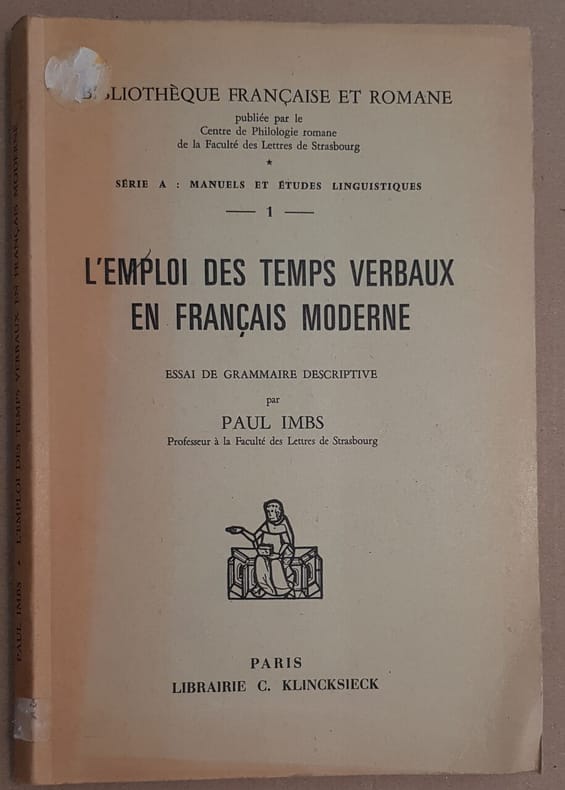 BIBLIOTHÈQUE FRANÇAISE ET ROMANE
publiée par le
Centre de Philologie romane
de la Faculté des Lettres de Strasbourg
*
SÉRIE A : MANUELS ET ÉTUDES LINGUISTIQUES
— 1 —
L'EMPLOI DES TEMPS VERBAUX
EN FRANÇAIS MODERNE
ESSAI DE GRAMMAIRE DESCRIPTIVE
par
PAUL IMBS
Professeur à la Faculté des Lettres de Strasbourg
PARIS
LIBRAIRIE C. KLINCKSIECK
PAUL IMBS • L'EMPLOI DES TEMPS VERBAUX EN FRANÇAIS MODERNE